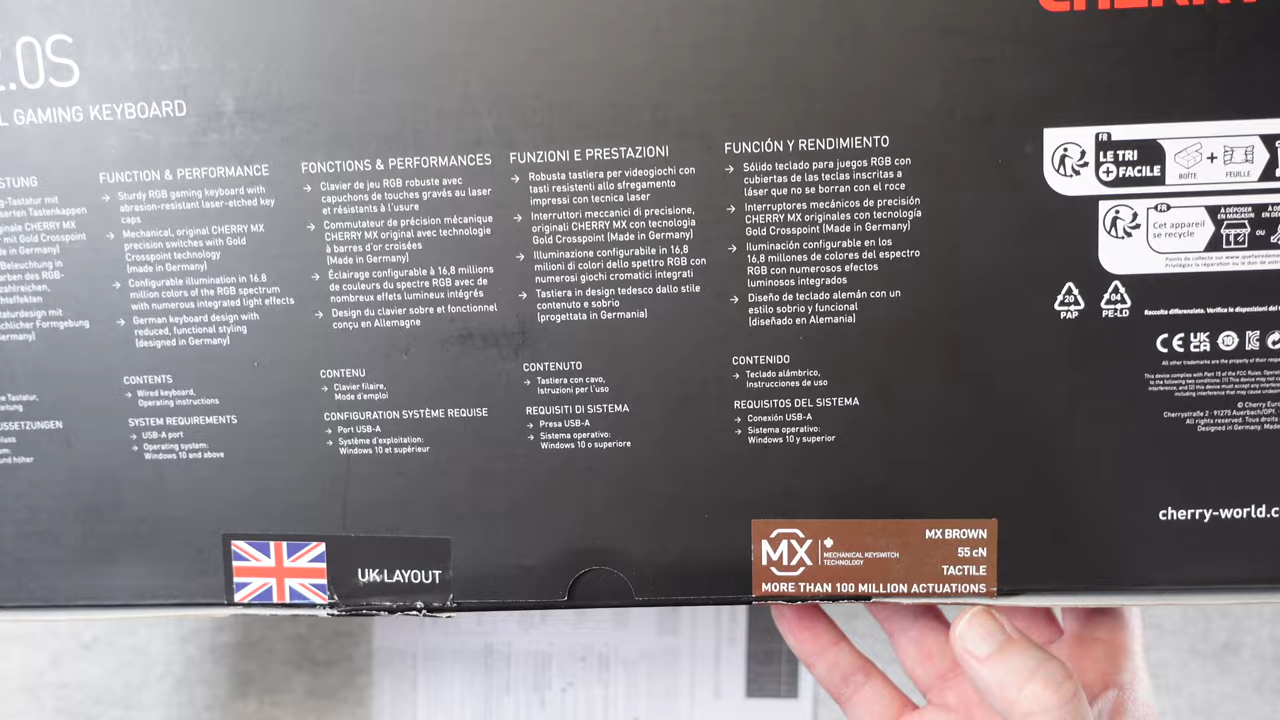 CHERRY
.0S
L GAMING KEYBOARD
STUNG
g-Tastatur mit
serten Tastenkappen
ginale CHERRY MX
mit Gold Crosspoint
de in Germany)
Beleuchtung in
arben des RGB-
zahlreichen,
hteffekten
taturdesign mit
chlicher Formgebung
ermany)
ne Tastatur,
eitung
USSETZUNGEN
hluss
em:
und höher
FUNCTION & PERFORMANCE
→ Sturdy RGB gaming keyboard with
abrasion-resistant laser-etched key
caps
→ Mechanical, original CHERRY MX
precision switches with Gold
Crosspoint technology
(made in Germany)
→ Configurable illumination in 16.8
million colors of the RGB spectrum
with numerous integrated light effects
→ German keyboard design with
reduced, functional styling
(designed in Germany)
CONTENTS
→ Wired keyboard,
Operating instructions
SYSTEM REQUIREMENTS
→ USB-A port
→ Operating system:
Windows 10 and above
FONCTIONS & PERFORMANCES
→ Clavier de jeu RGB robuste avec
capuchons de touches gravés au laser
et résistants à l'usure
→ Commutateur de précision mécanique
CHERRY MX original avec technologie
à barres d'or croisées
(Made in Germany)
→ Éclairage configurable à 16,8 millions
de couleurs du spectre RGB avec de
nombreux effets lumineux intégrés
→ Design du clavier sobre et fonctionnel
conçu en Allemagne
CONTENU
→ Clavier filaire,
Mode d'emploi
CONFIGURATION SYSTÈME REQUISE
→ Port USB-A
→ Système d'exploitation:
Windows 10 et supérieur
FUNZIONI E PRESTAZIONI
→ Robusta tastiera per videogiochi con
tasti resistenti allo sfregamento
impressi con tecnica laser
→ Interruttori meccanici di precisione,
originali CHERRY MX con tecnologia
Gold Crosspoint (Made in Germany)
→ Illuminazione configurabile in 16,8
milioni di colori dello spettro RGB con
numerosi giochi cromatici integrati
→ Tastiera in design tedesco dallo stile
contenuto e sobrio
(progettata in Germania)
CONTENUTO
→ Tastiera con cavo,
Istruzioni per l'uso
REQUISITI DI SISTEMA
→ Presa USB-A
→ Sistema operativo:
Windows 10 o superiore
FUNCIÓN Y RENDIMIENTO
→ Sólido teclado para juegos RGB con
cubiertas de las teclas inscritas a
láser que no se borran con el roce
→ Interruptores mecánicos de precisión
CHERRY MX originales con tecnología
Gold Crosspoint (Made in Germany)
→ Iluminación configurable en los
16,8 millones de colores del espectro
RGB con numerosos efectos
luminosos integrados
→ Diseño de teclado alemán con un
estilo sobrio y funcional
(diseñado en Alemania)
CONTENIDO
→ Teclado alámbrico,
Instrucciones de uso
REQUISITOS DEL SISTEMA
→ Conexión USB-A
→ Sistema operativo:
Windows 10 y superior
FR
LE TRI
+ FACILE
BOÎTE
+
FEUILLE
FR
Cet appareil
se recycle
À DÉPOSER
EN MAGASIN
OU
Points de collecte sur www.quefairedeme
Privilégiez la réparation ou le don de vot
20
PAP
04
PE-LD
Raccolta differenziata. Verifica le disposizioni del
CE UK CA 10
All other trademarks are the property of their respe
This device complies with Part 15 of the FCC Rules. Operat
to the following two conditions: (1) This device may not c
interference, and (2) this device must accept any interfere
including interference that may cause undesir
© Cherry Euro
Cherrystraße 2 · 91275 Auerbach/OPf.
All rights reserved. Tous droits
Designed in Germany. Mad
cherry-world.c
UK LAYOUT
MX
MECHANICAL KEYSWITCH
TECHNOLOGY
MX BROWN
55 cN
TACTILE
MORE THAN 100 MILLION ACTUATIONS